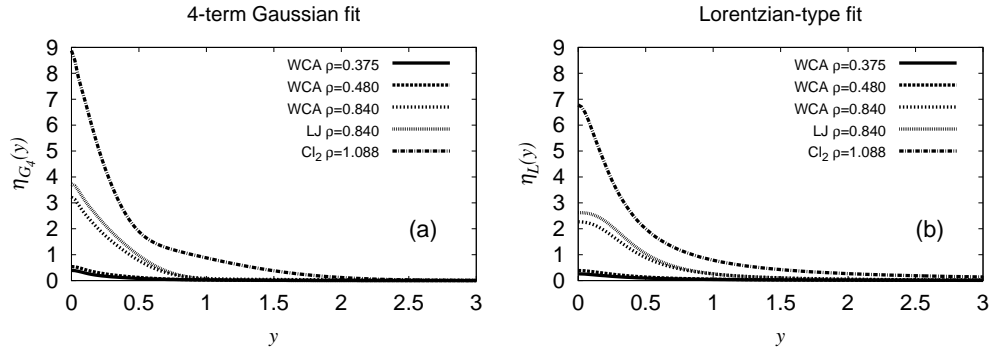 4-term Gaussian fit
η_{G_4}(y)
9
8
7
6
5
4
3
2
1
0
WCA ρ=0.375
WCA ρ=0.480
WCA ρ=0.840
LJ ρ=0.840
Cl₂ ρ=1.088
(a)
0 0.5 1 1.5 2 2.5 3
y
Lorentzian-type fit
η_L(y)
9
8
7
6
5
4
3
2
1
0
WCA ρ=0.375
WCA ρ=0.480
WCA ρ=0.840
LJ ρ=0.840
Cl₂ ρ=1.088
(b)
0 0.5 1 1.5 2 2.5 3
y